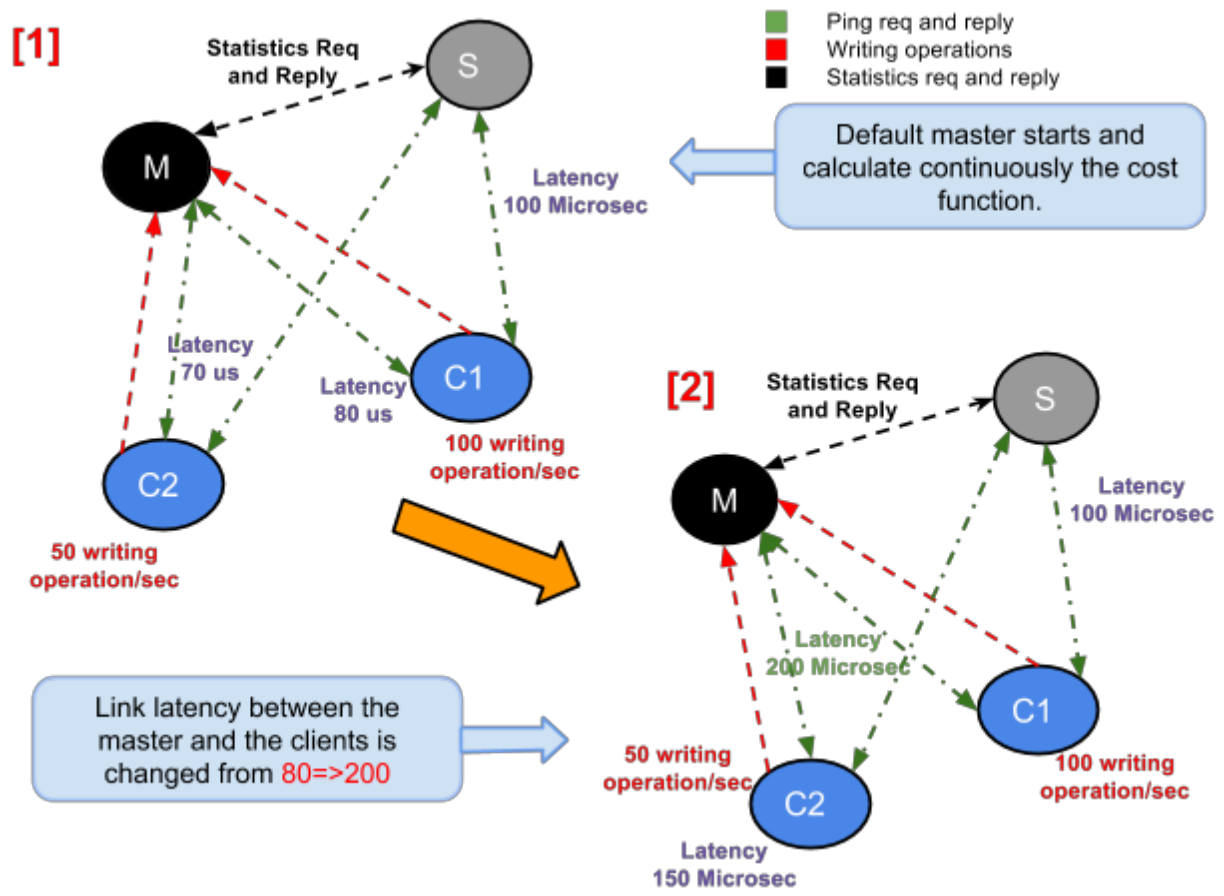 [1]
Statistics Req
and Reply
S
Ping req and reply
Writing operations
Statistics req and reply
Default master starts and
calculate continuously the cost
function.
M
Latency
100 Microsec
Latency
70 us
Latency
80 us
C1
100 writing
operation/sec
C2
50 writing
operation/sec
[2]
Statistics Req
and Reply
S
M
Latency
100 Microsec
Latency
200 Microsec
Link latency between the
master and the clients is
changed from 80=>200
C1
100 writing
operation/sec
50 writing
operation/sec
C2
Latency
150 Microsec